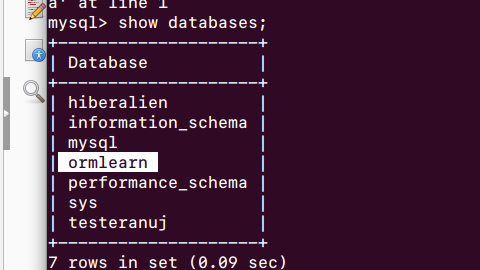 a' at line 1
mysql> show databases;
+--------------------+
| Database           |
+--------------------+
| hiberalien         |
| information_schema |
| mysql              |
| ormlearn           |
| performance_schema |
| sys                |
| testeranuj         |
+--------------------+
7 rows in set (0.09 sec)